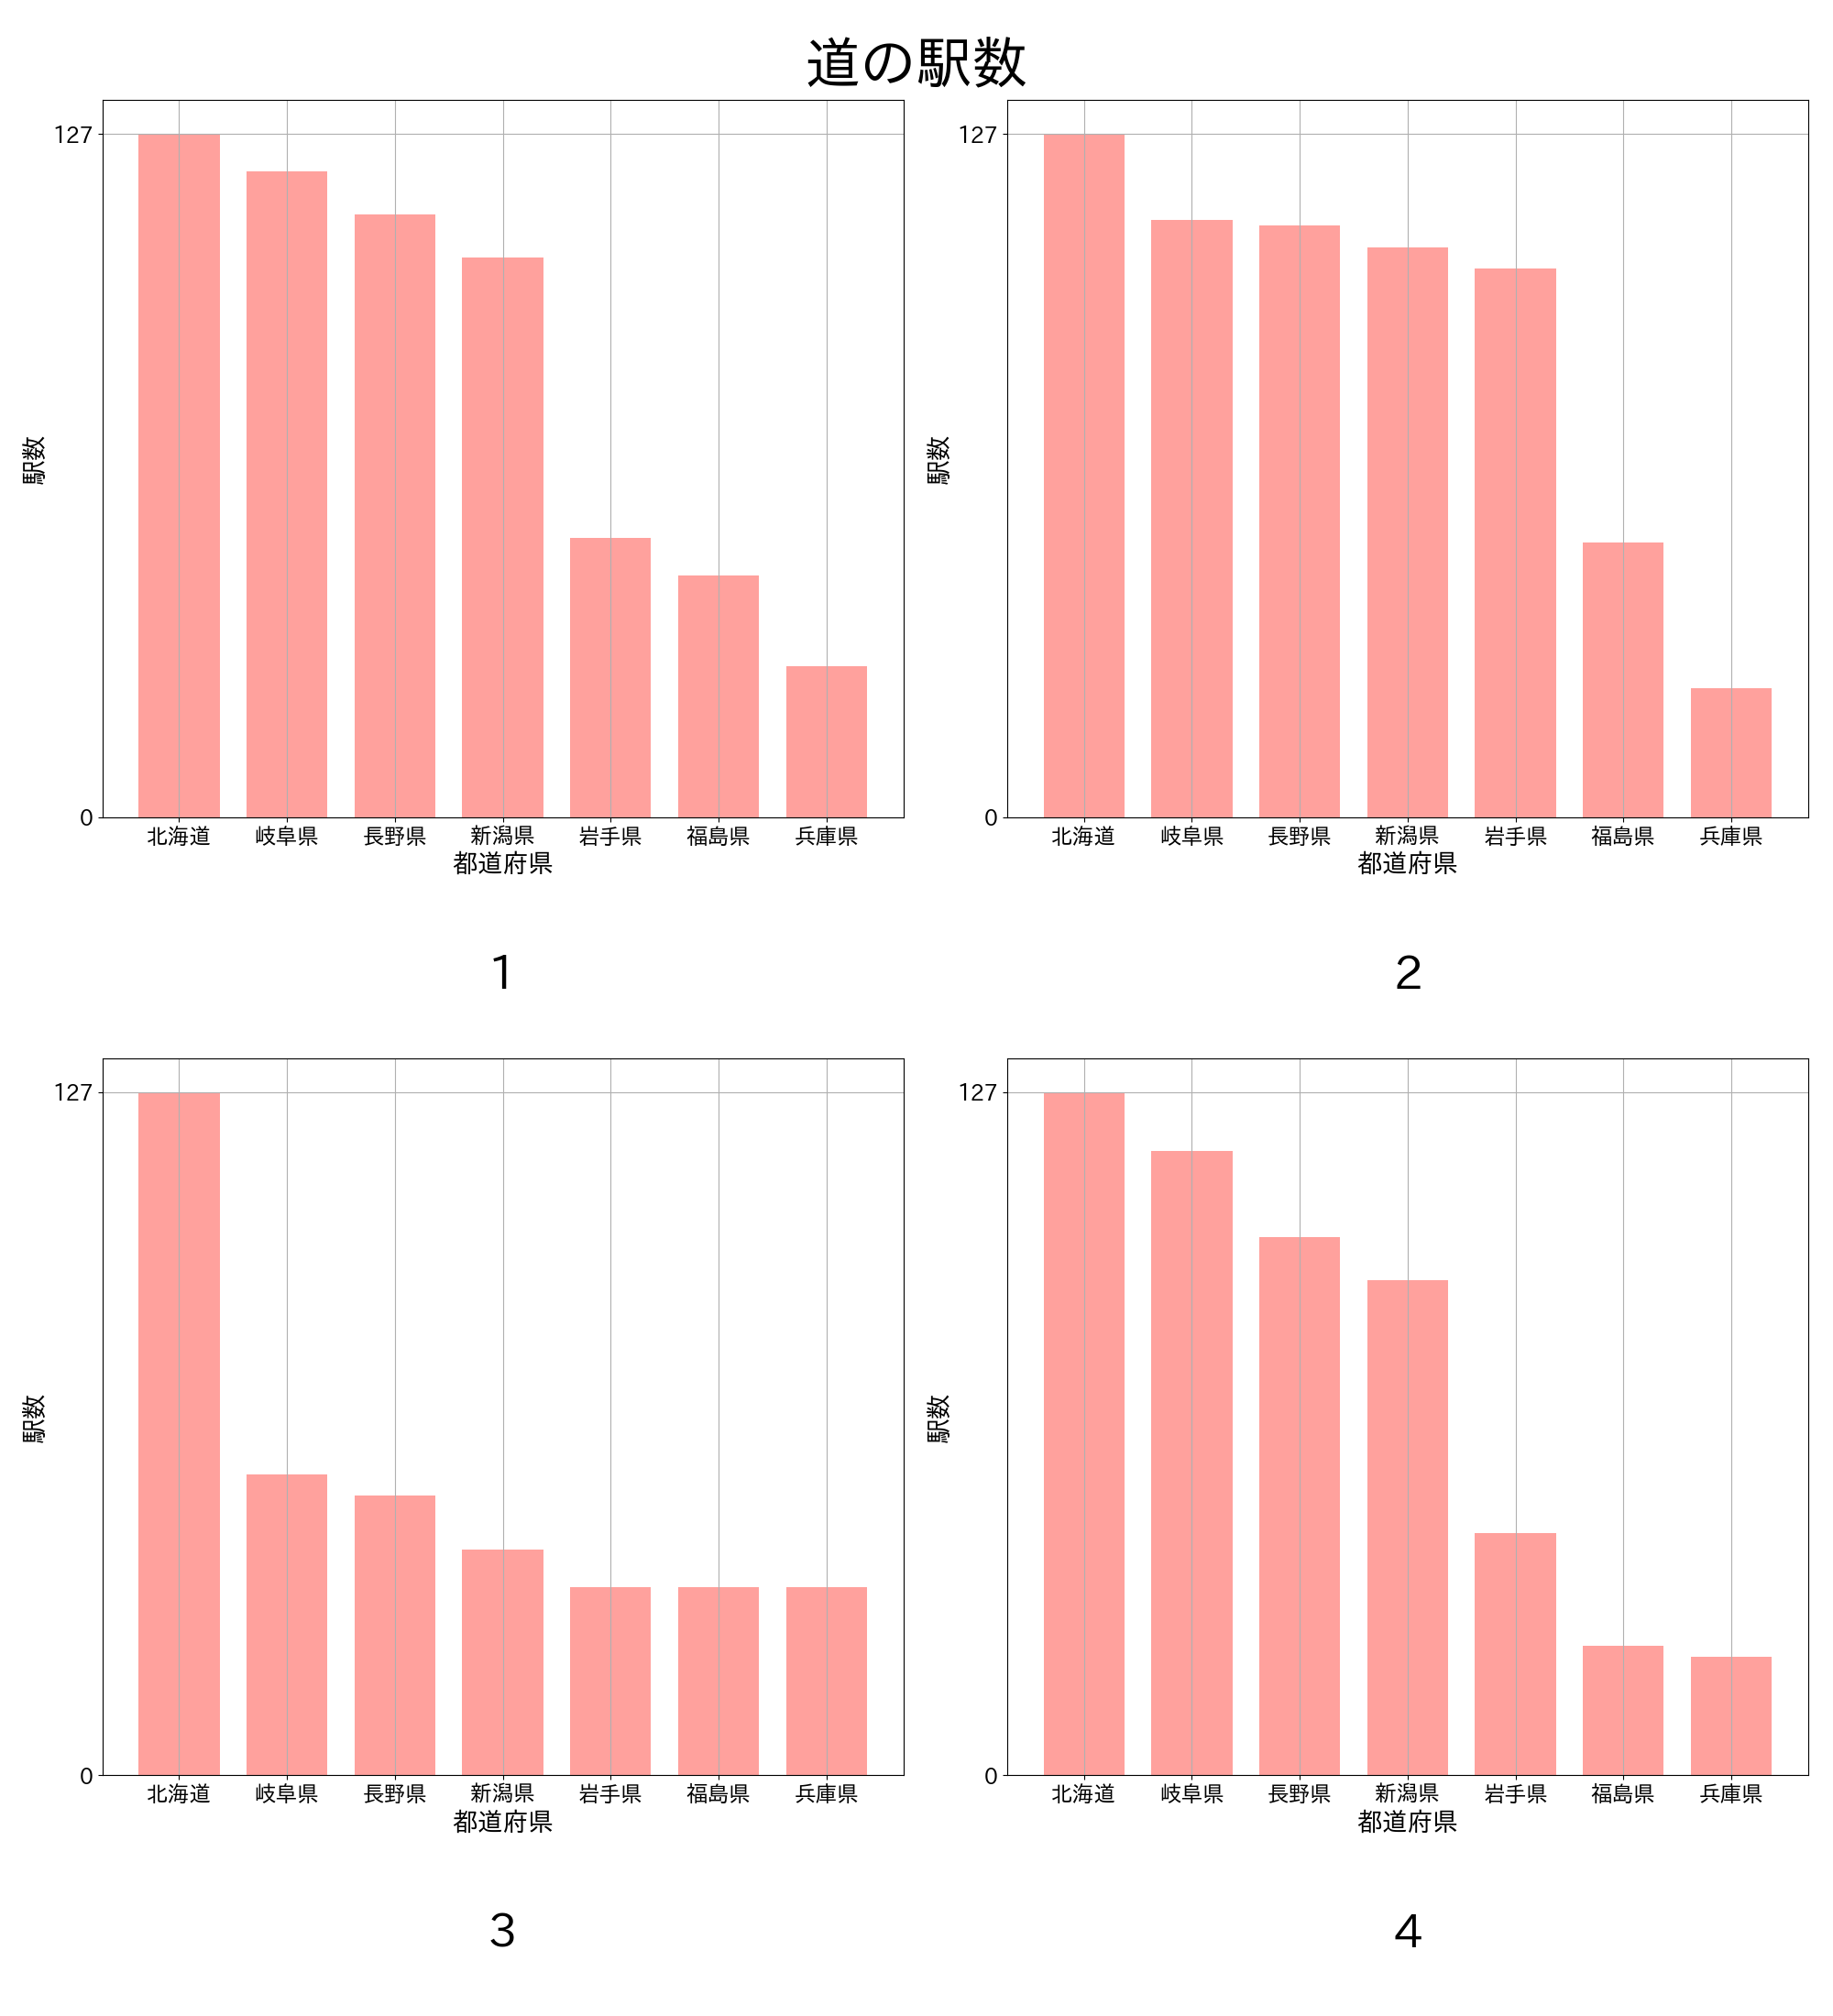 道の駅数
127
0
駅数
北海道 岐阜県 長野県 新潟県 岩手県 福島県 兵庫県
都道府県
1
127
0
駅数
北海道 岐阜県 長野県 新潟県 岩手県 福島県 兵庫県
都道府県
2
127
0
駅数
北海道 岐阜県 長野県 新潟県 岩手県 福島県 兵庫県
都道府県
3
127
0
駅数
北海道 岐阜県 長野県 新潟県 岩手県 福島県 兵庫県
都道府県
4